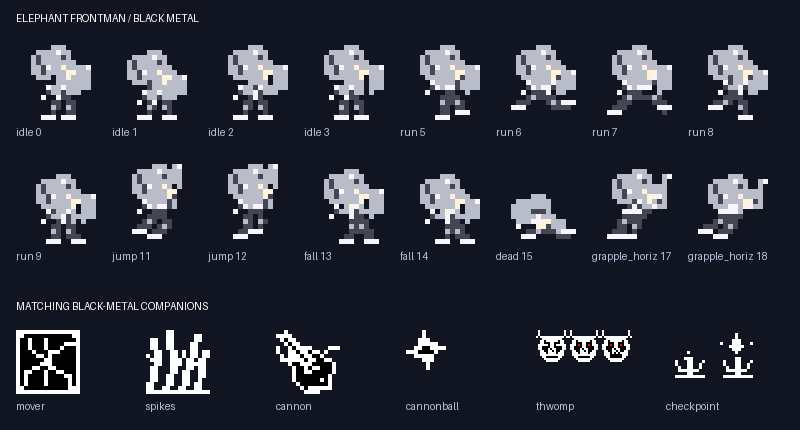 ELEPHANT FRONTMAN / BLACK METAL
idle 0 idle 1 idle 2 idle 3 run 5 run 6 run 7 run 8
run 9 jump 11 jump 12 fall 13 fall 14 dead 15 grapple_horiz 17 grapple_horiz 18
MATCHING BLACK-METAL COMPANIONS
mover spikes cannon cannonball thwomp checkpoint